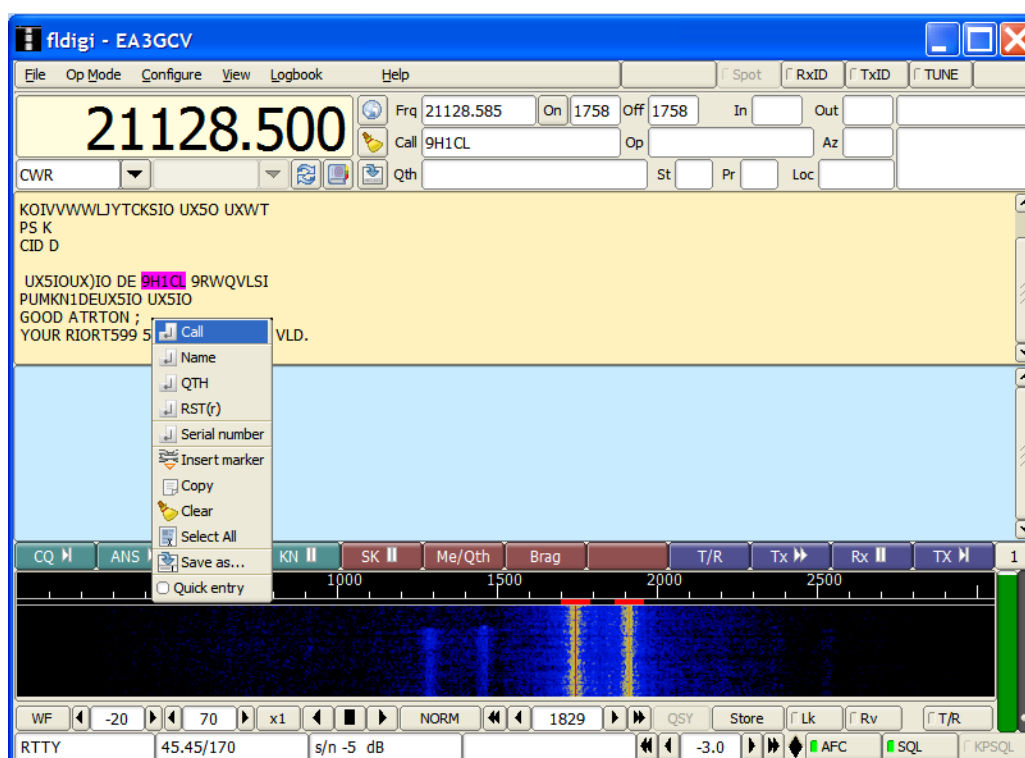 fldigi - EA3GCV
File Op Mode Configure View Logbook Help Spot RxID TxID TUNE
21128.500
Frq 21128.585 On 1758 Off 1758 In Out
Call 9H1CL Op Az
CWR Qth St Pr Loc
KOIVVWWLJYTCKSIO UX5O UXWT
PS K
CID D
UX5IOUX)IO DE 9H1CL 9RWQVLSI
PUMKN1DEUX5IO UX5IO
GOOD ATRTON ;
YOUR RIORT599 5 VLD.
Call
Name
QTH
RST(r)
Serial number
Insert marker
Copy
Clear
Select All
Save as...
Quick entry
CQ ANS KN SK Me/Qth Brag T/R Tx Rx TX 1
1000 1500 2000 2500
WF -20 70 x1 NORM 1829 QSY Store Lk Rv T/R
RTTY 45.45/170 s/n -5 dB -3.0 AFC SQL KPSQL